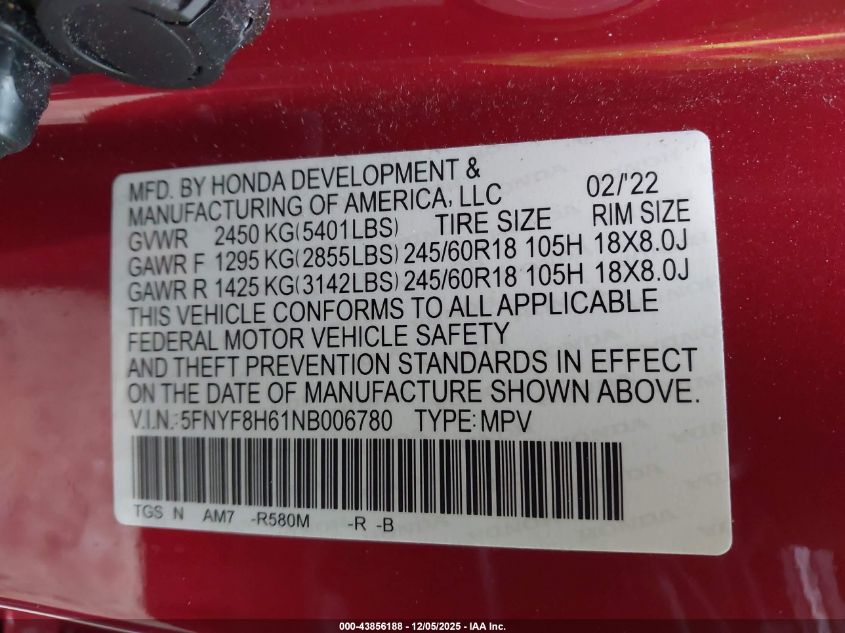 MFD. BY HONDA DEVELOPMENT &
MANUFACTURING OF AMERICA, LLC 02/'22
GVWR 2450 KG(5401LBS) TIRE SIZE RIM SIZE
GAWR F 1295 KG(2855LBS) 245/60R18 105H 18X8.0J
GAWR R 1425 KG(3142LBS) 245/60R18 105H 18X8.0J
THIS VEHICLE CONFORMS TO ALL APPLICABLE
FEDERAL MOTOR VEHICLE SAFETY
AND THEFT PREVENTION STANDARDS IN EFFECT
ON THE DATE OF MANUFACTURE SHOWN ABOVE.
V.I.N.:5FNYF8H61NB006780 TYPE:MPV
TGS N AM7 -R580M -R -B
000-43856188 - 12/05/2025 - IAA Inc.